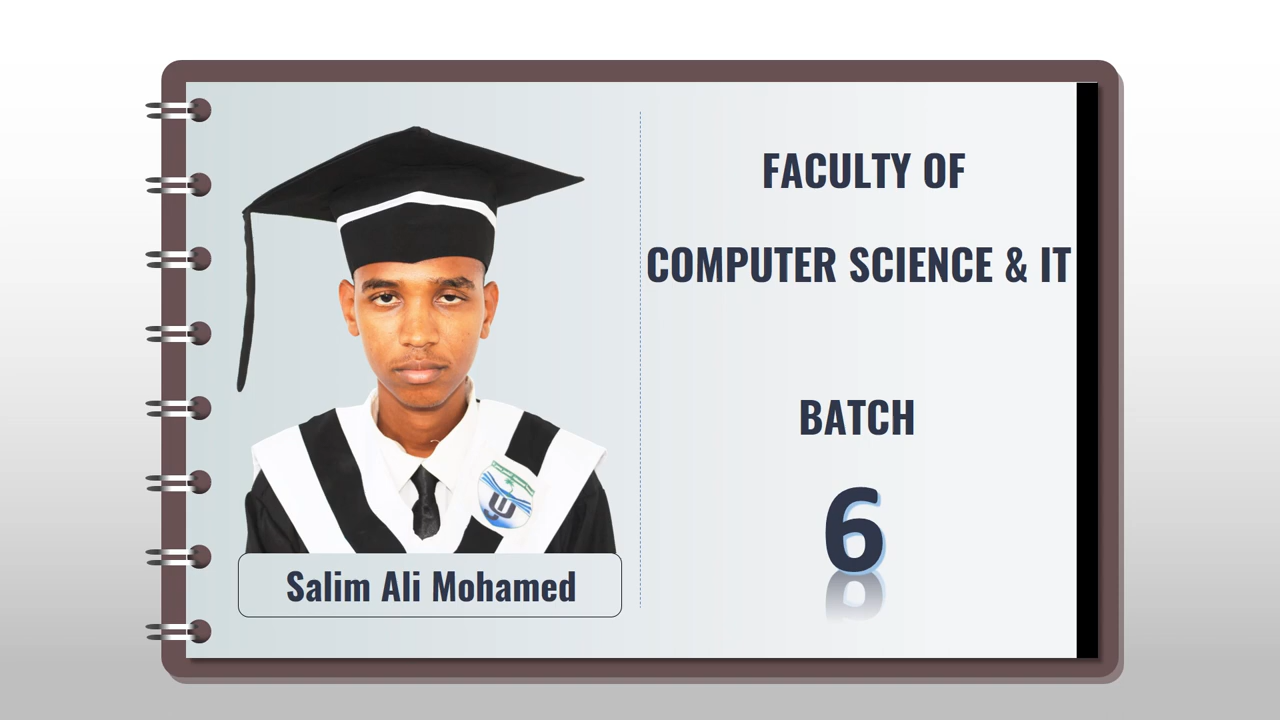 FACULTY OF
COMPUTER SCIENCE & IT
BATCH
6
Salim Ali Mohamed